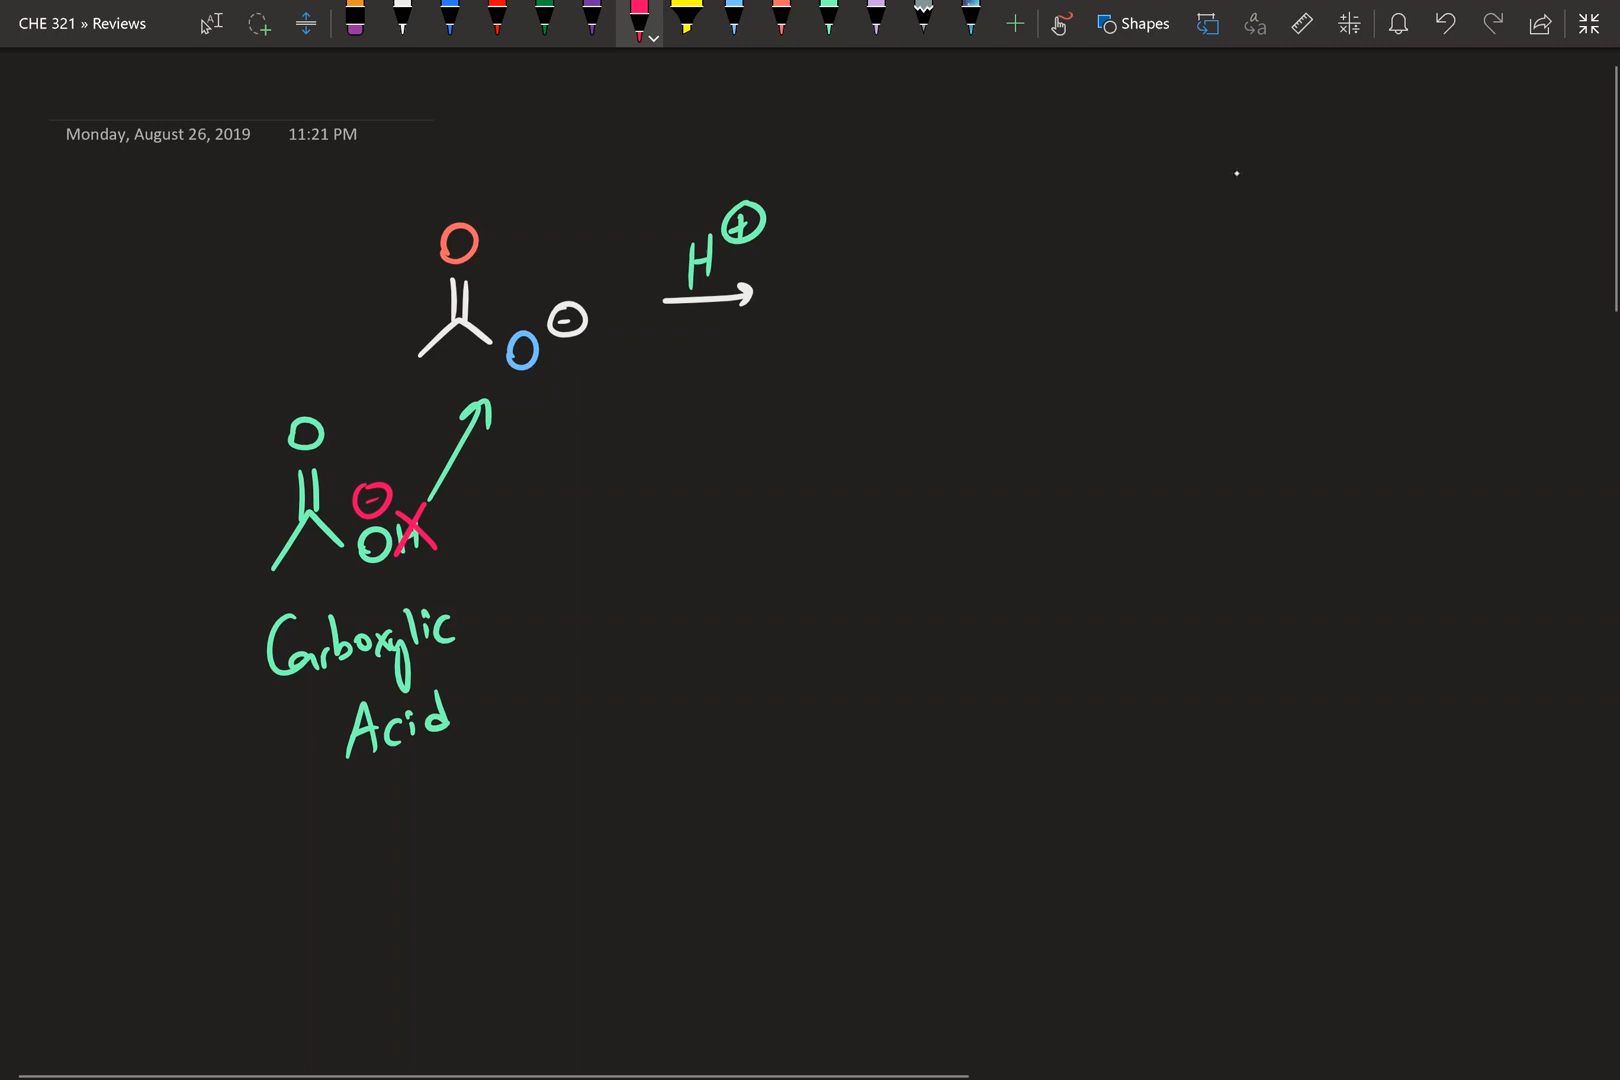 CHE 321 » Reviews
Shapes
Monday, August 26, 2019 11:21 PM
O
H +
O -
O
-
OH
Carboxylic
Acid